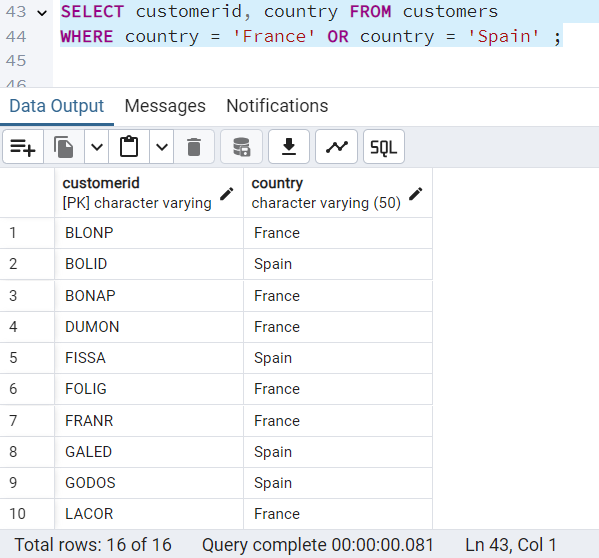 43 SELECT customerid, country FROM customers
44 WHERE country = 'France' OR country = 'Spain' ;
45
46
Data Output Messages Notifications
SQL
customerid country
[PK] character varying character varying (50)
1 BLONP France
2 BOLID Spain
3 BONAP France
4 DUMON France
5 FISSA Spain
6 FOLIG France
7 FRANR France
8 GALED Spain
9 GODOS Spain
10 LACOR France
Total rows: 16 of 16 Query complete 00:00:00.081 Ln 43, Col 1